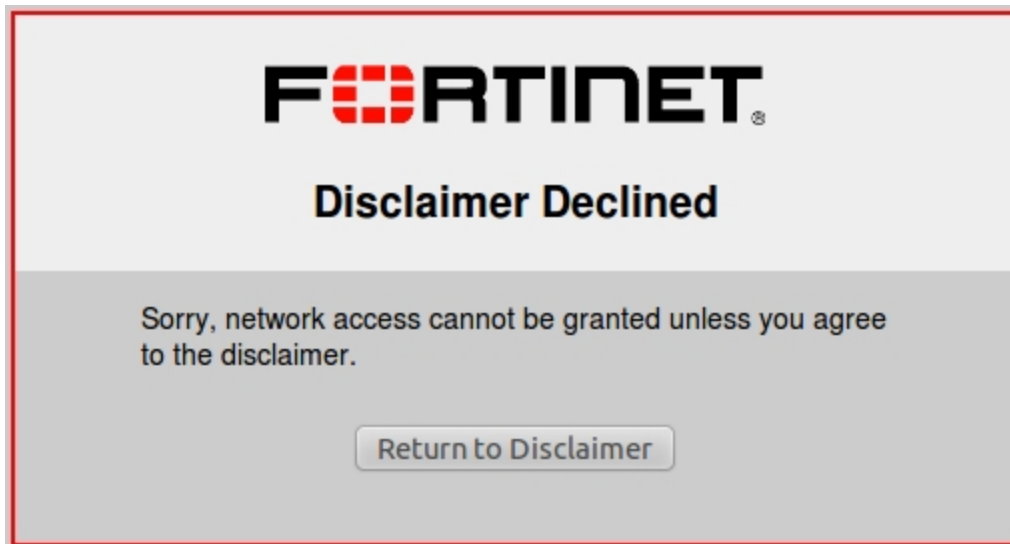 FORTINET®
Disclaimer Declined
Sorry, network access cannot be granted unless you agree
to the disclaimer.
Return to Disclaimer